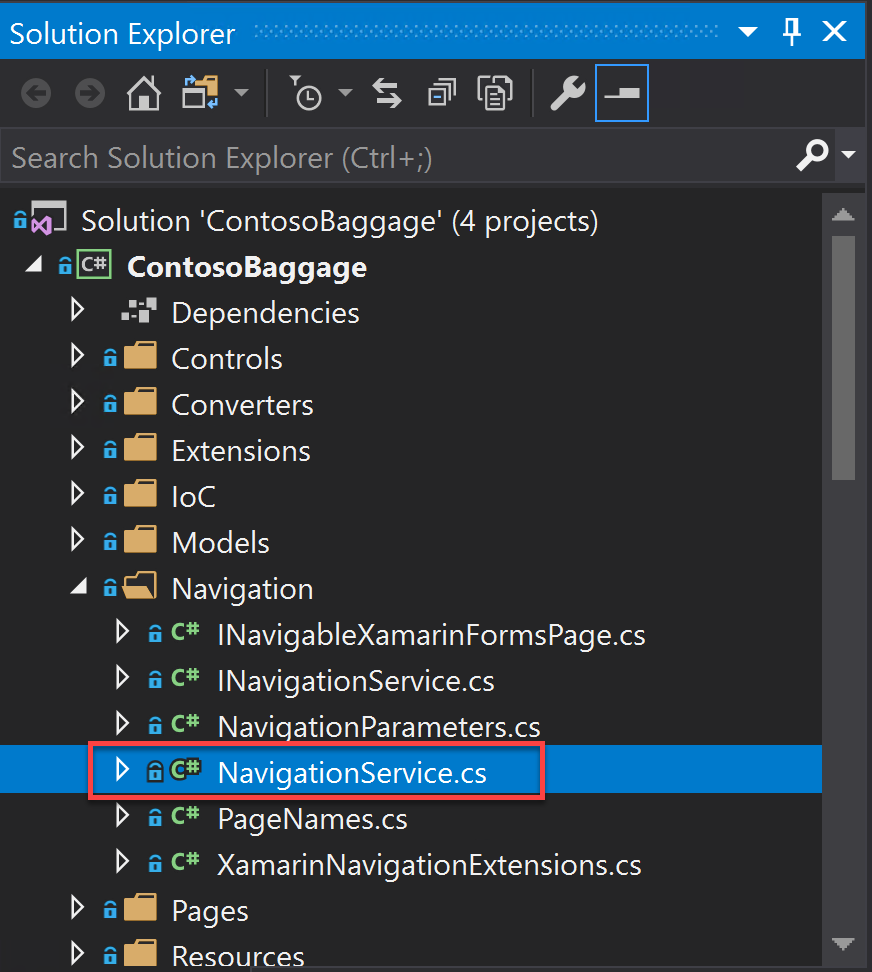 Solution Explorer
Search Solution Explorer (Ctrl+;)
Solution 'ContosoBaggage' (4 projects)
C# ContosoBaggage
Dependencies
Controls
Converters
Extensions
IoC
Models
Navigation
C# INavigableXamarinFormsPage.cs
C# INavigationService.cs
C# NavigationParameters.cs
C# NavigationService.cs
C# PageNames.cs
C# XamarinNavigationExtensions.cs
Pages
Resources